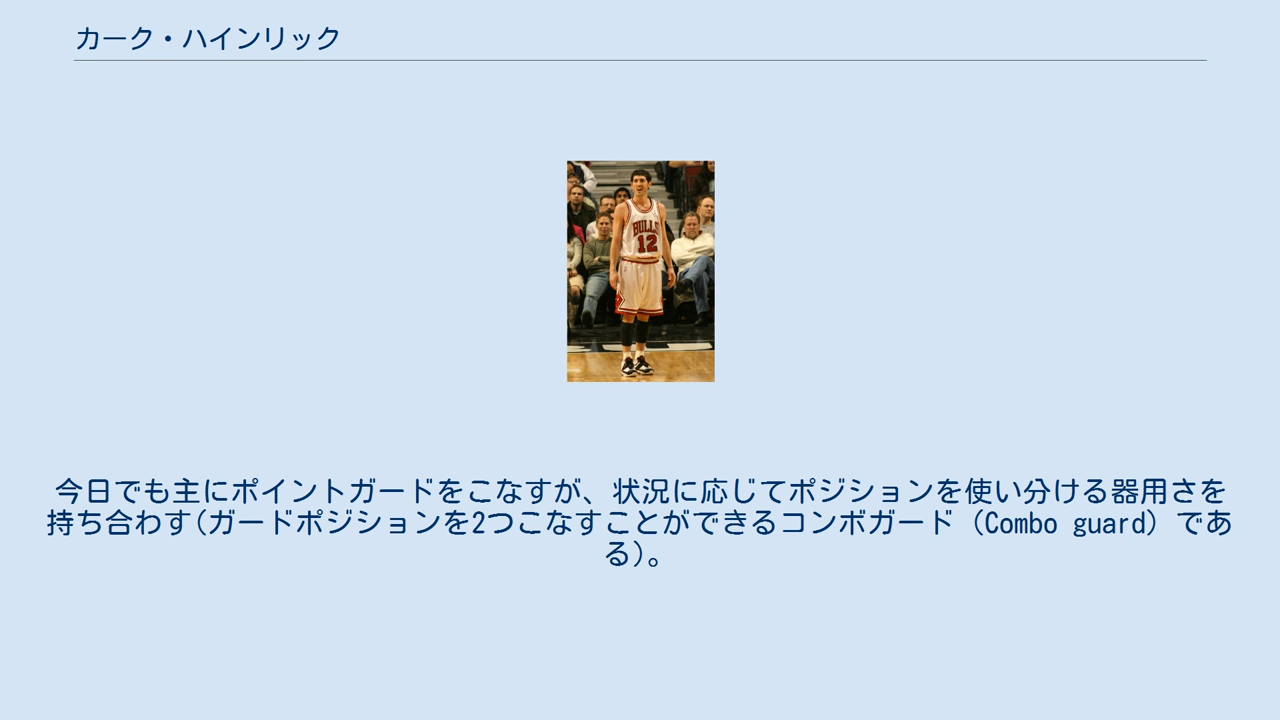 カーク・ハインリック
BULLS
12
今日でも主にポイントガードをこなすが、状況に応じてポジションを使い分ける器用さを
持ち合わす(ガードポジションを2つこなすことができるコンボガード（Combo guard）であ
る)。